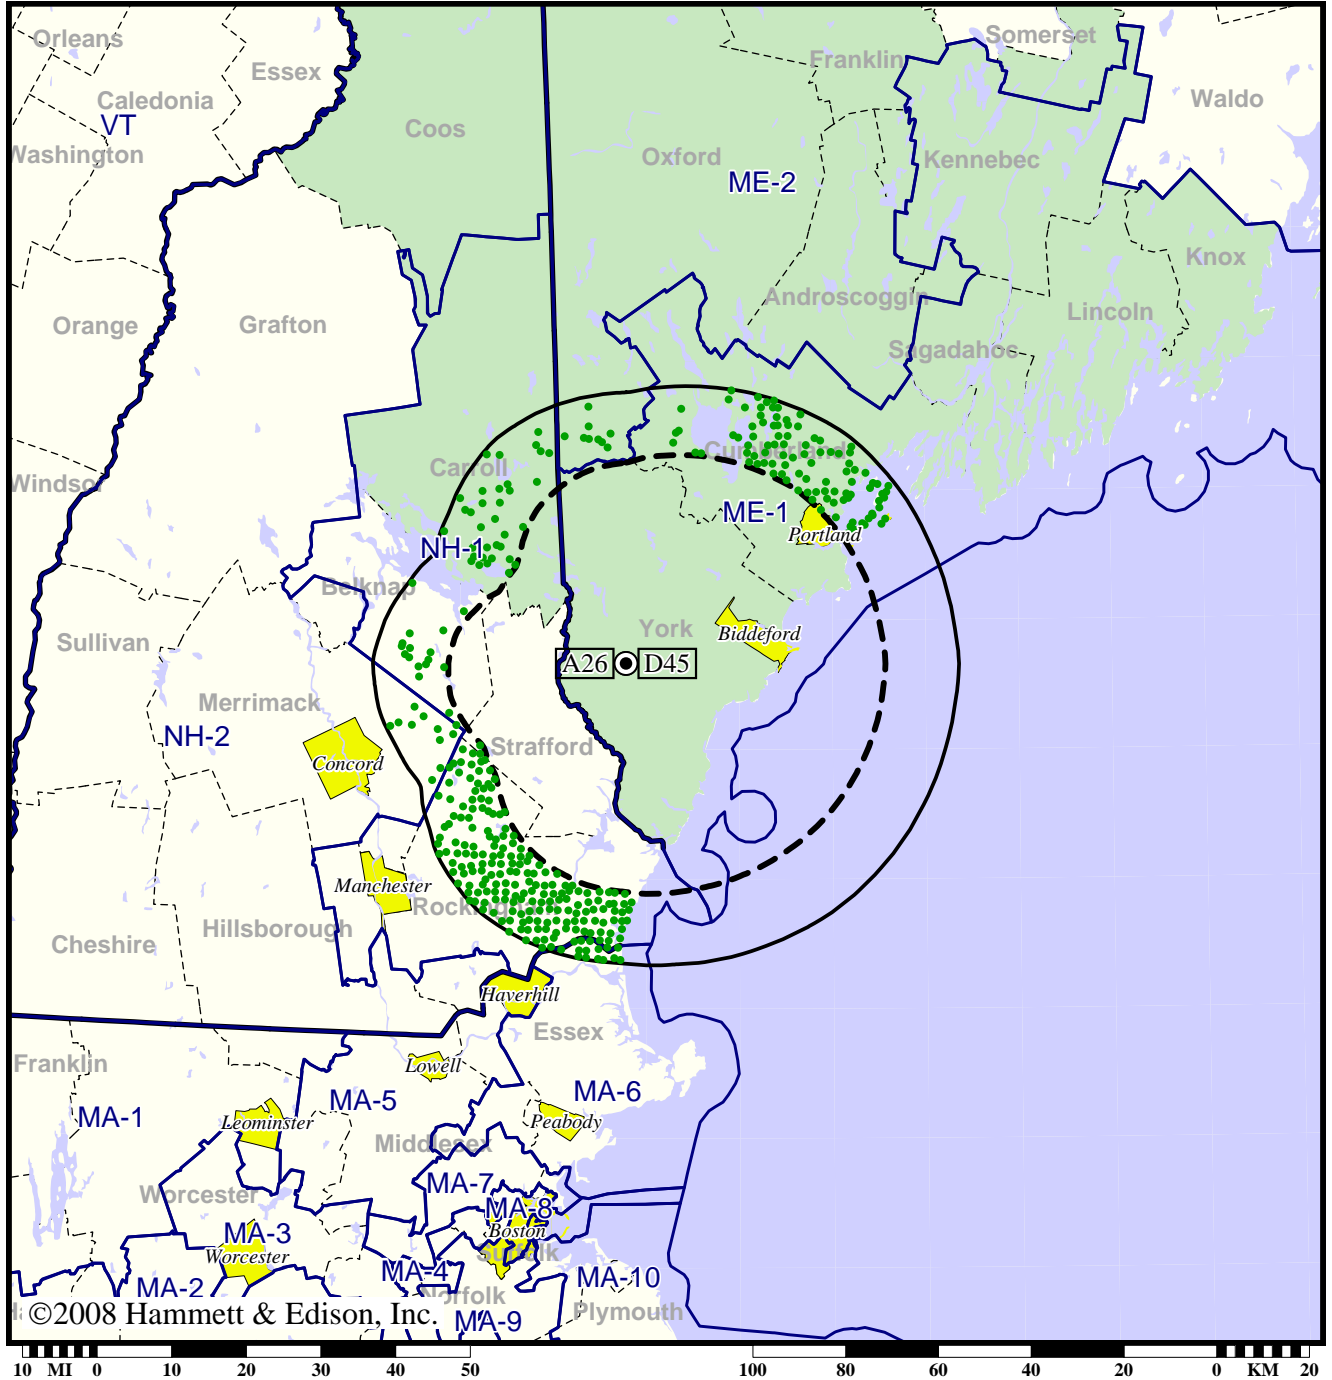 Orleans
Essex
Caledonia
VT
Washington
Coos
Franklin
Somerset
Waldo
Oxford
ME-2
Kennebec
Knox
Orange
Grafton
Androscoggin
Lincoln
Sagadahoc
Windsor
Carroll
Cumberland
ME-1
Portland
NH-1
Belknap
Sullivan
York
Biddeford
A26 D45
Merrimack
NH-2
Strafford
Concord
Manchester
Rockingham
Hillsborough
Cheshire
Haverhill
Essex
Franklin
Lowell
MA-6
MA-5
MA-1
Leominster
Peabody
Middlesex
MA-7
Worcester
MA-8
MA-3
Boston
Worcester
Suffolk
MA-4
MA-10
MA-2
Norfolk
Plymouth
MA-9
©2008 Hammett & Edison, Inc.
10 MI 0 10 20 30 40 50
100 80 60 40 20 0 KM 20